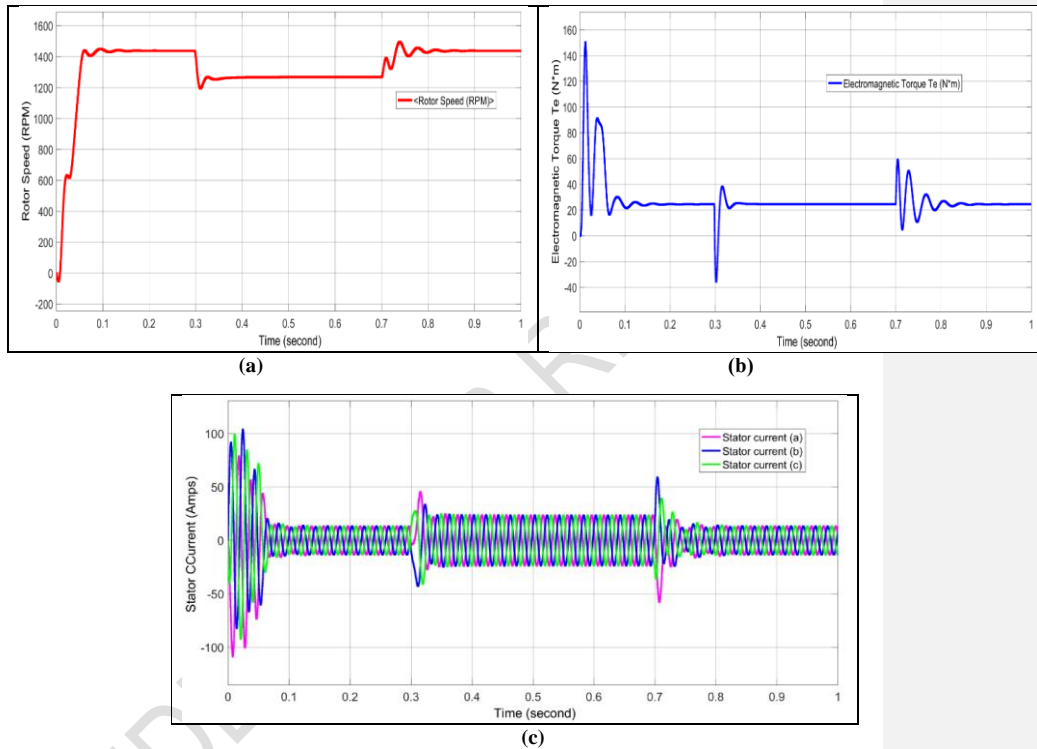 1600
1400
1200
1000
800
600
400
200
0
-200
Rotor Speed (RPM)
<Rotor Speed (RPM)>
0 0.1 0.2 0.3 0.4 0.5 0.6 0.7 0.8 0.9 1
Time (second)
(a)
160
140
120
100
80
60
40
20
0
-20
-40
-60
Electromagnetic Torque Te (N*m)
Electromagnetic Torque Te (N*m)
0 0.1 0.2 0.3 0.4 0.5 0.6 0.7 0.8 0.9 1
Time (second)
(b)
100
50
0
-50
-100
Stator CCurrent (Amps)
Stator current (a)
Stator current (b)
Stator current (c)
0 0.1 0.2 0.3 0.4 0.5 0.6 0.7 0.8 0.9 1
Time (second)
(c)